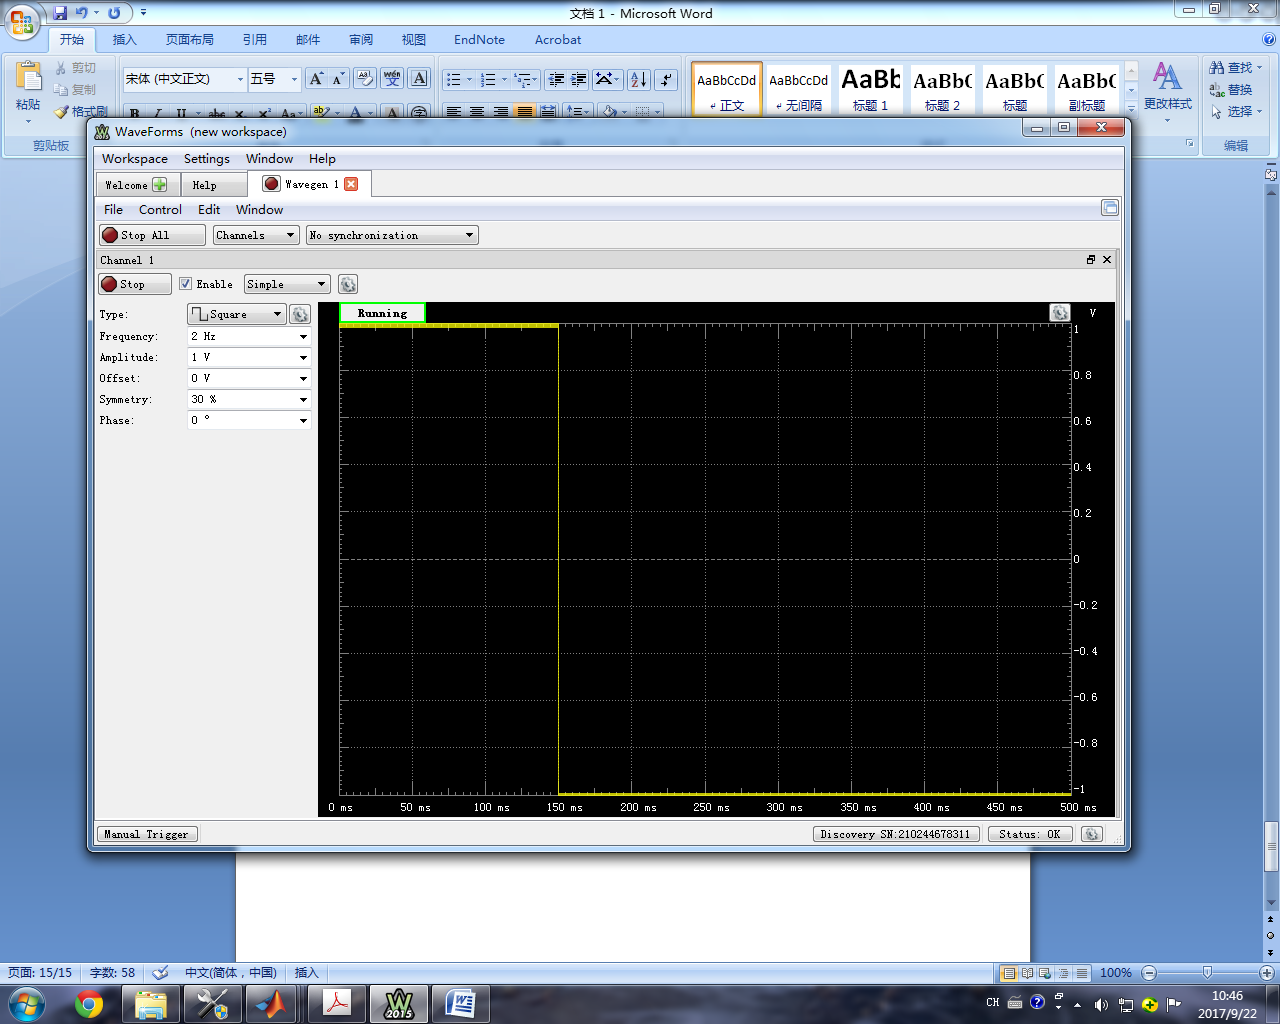 文档 1 - Microsoft Word
开始 插入 页面布局 引用 邮件 审阅 视图 EndNote Acrobat
粘贴 剪切
复制
格式刷
剪贴板
宋体 (中文正文) 五号
AaBbCcDd AaBbCcDd AaBb AaBbC AaBbC AaBbC
正文 无间隔 标题 1 标题 2 标题 副标题
更改样式
查找
替换
选择
编辑
WaveForms (new workspace)
Workspace Settings Window Help
Welcome Help Wavegen 1
File Control Edit Window
Stop All Channels No synchronization
Channel 1
Stop Enable Simple
Type: Square
Frequency: 2 Hz
Amplitude: 1 V
Offset: 0 V
Symmetry: 30 %
Phase: 0 °
Running V
1
0.8
0.6
0.4
0.2
0
-0.2
-0.4
-0.6
-0.8
-1
0 ms 50 ms 100 ms 150 ms 200 ms 250 ms 300 ms 350 ms 400 ms 450 ms 500 ms
Manual Trigger Discovery SN:210244678311 Status: OK
页面: 15/15 字数: 58 中文(简体，中国) 插入 100%
2015
CH
10:46
2017/9/22